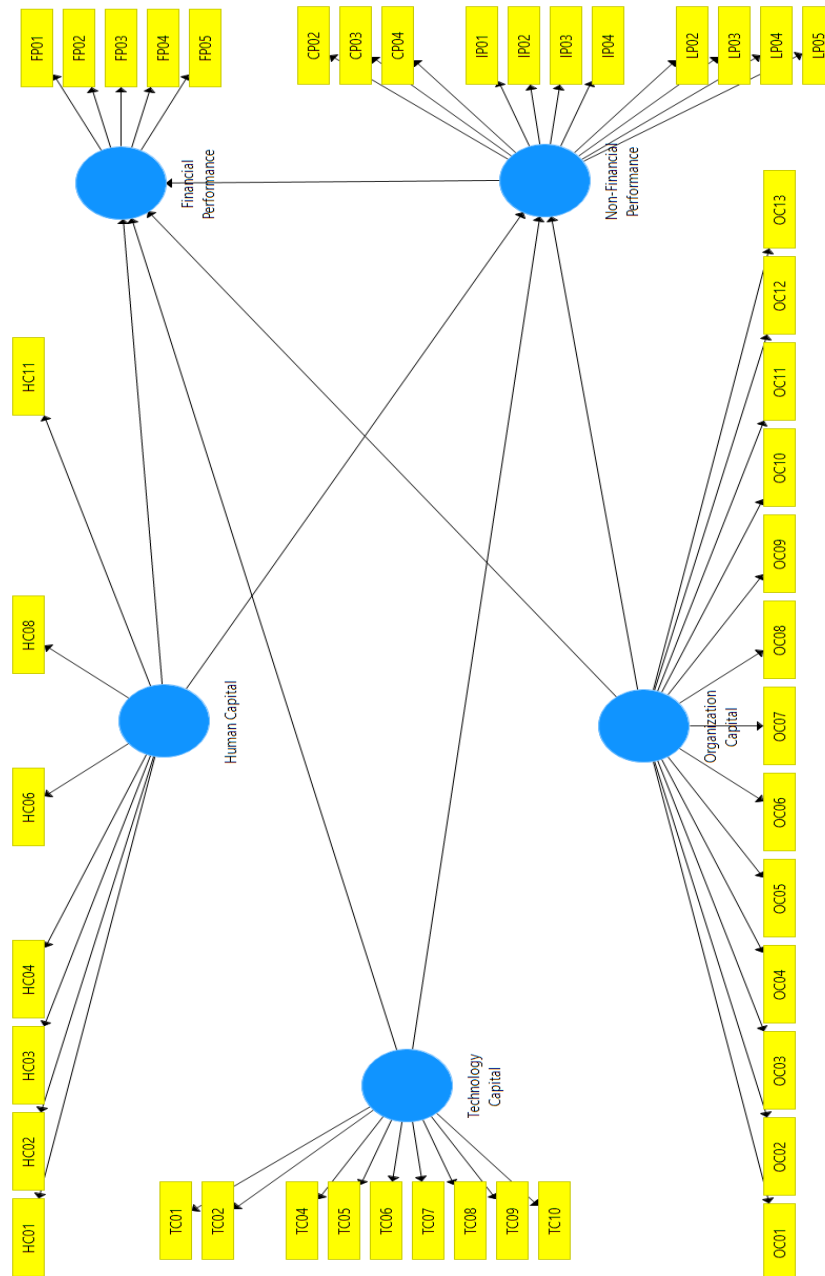 FP01
FP02
FP03
FP04
FP05
CP02
CP03
CP04
IP01
IP02
IP03
IP04
LP02
LP03
LP04
LP05
Financial
Performance
Non-Financial
Performance
HC11
HC08
HC06
HC04
HC03
HC02
HC01
Human Capital
Organization
Capital
Technology
Capital
OC13
OC12
OC11
OC10
OC09
OC08
OC07
OC06
OC05
OC04
OC03
OC02
OC01
TC01
TC02
TC04
TC05
TC06
TC07
TC08
TC09
TC10